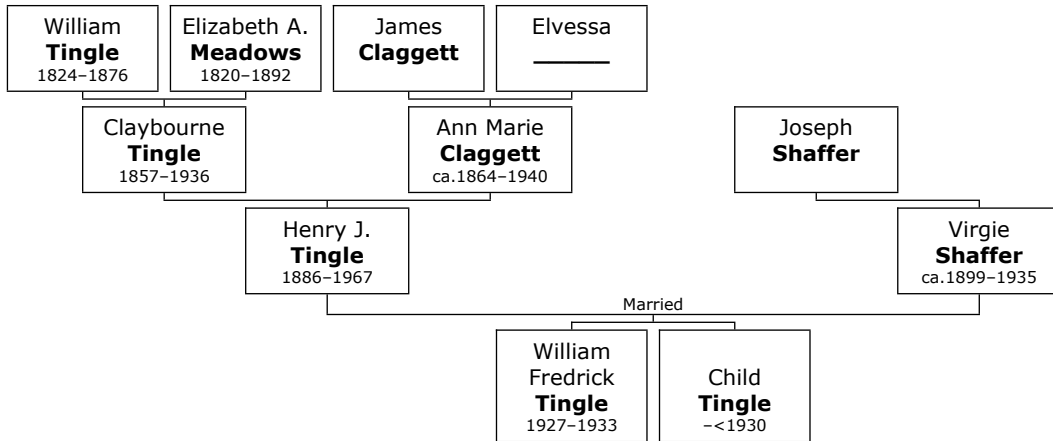 William
Tingle
1824–1876
Elizabeth A.
Meadows
1820–1892
James
Claggett
Elvessa
_____
Claybourne
Tingle
1857–1936
Ann Marie
Claggett
ca.1864–1940
Joseph
Shaffer
Henry J.
Tingle
1886–1967
Virgie
Shaffer
ca.1899–1935
Married
William
Fredrick
Tingle
1927–1933
Child
Tingle
–<1930